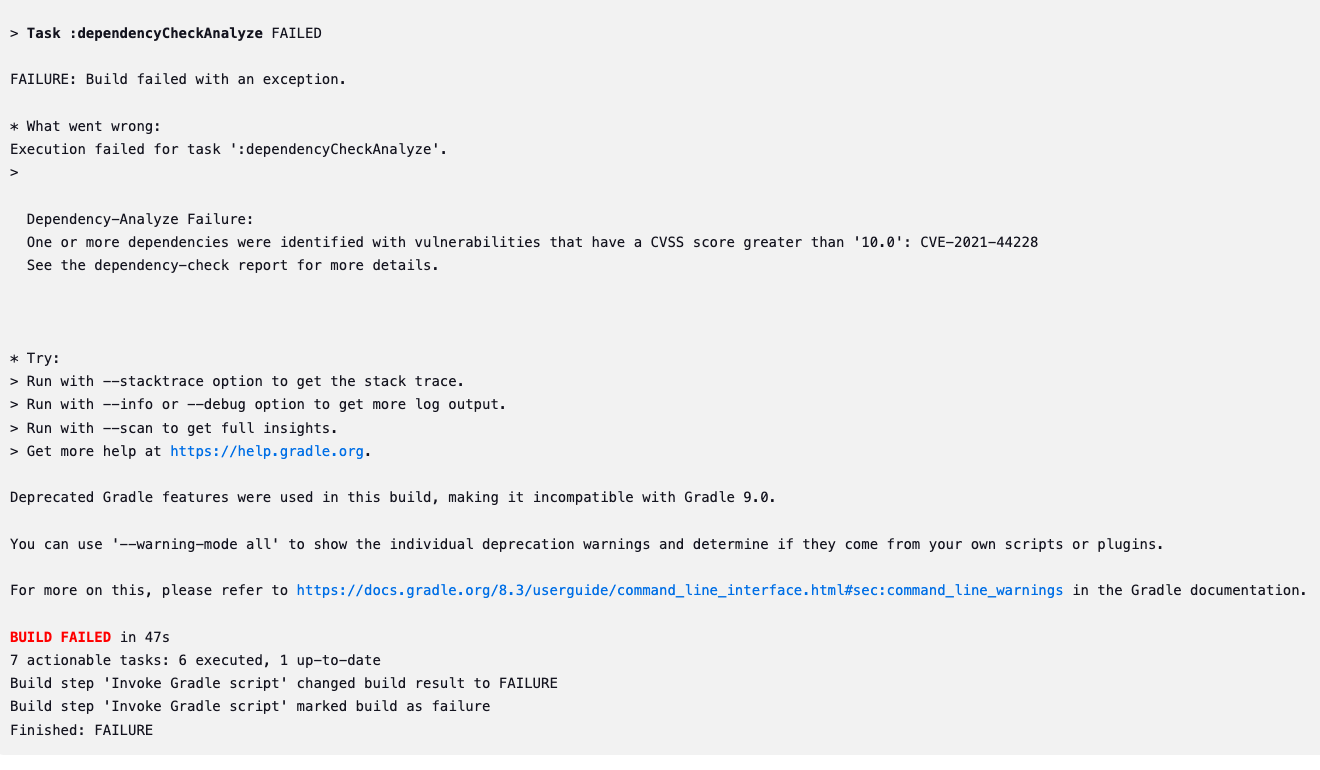 > Task :dependencyCheckAnalyze FAILED
FAILURE: Build failed with an exception.
* What went wrong:
Execution failed for task ':dependencyCheckAnalyze'.
>
Dependency-Analyze Failure:
One or more dependencies were identified with vulnerabilities that have a CVSS score greater than '10.0': CVE-2021-44228
See the dependency-check report for more details.
* Try:
> Run with --stacktrace option to get the stack trace.
> Run with --info or --debug option to get more log output.
> Run with --scan to get full insights.
> Get more help at https://help.gradle.org.
Deprecated Gradle features were used in this build, making it incompatible with Gradle 9.0.
You can use '--warning-mode all' to show the individual deprecation warnings and determine if they come from your own scripts or plugins.
For more on this, please refer to https://docs.gradle.org/8.3/userguide/command_line_interface.html#sec:command_line_warnings in the Gradle documentation.
BUILD FAILED in 47s
7 actionable tasks: 6 executed, 1 up-to-date
Build step 'Invoke Gradle script' changed build result to FAILURE
Build step 'Invoke Gradle script' marked build as failure
Finished: FAILURE